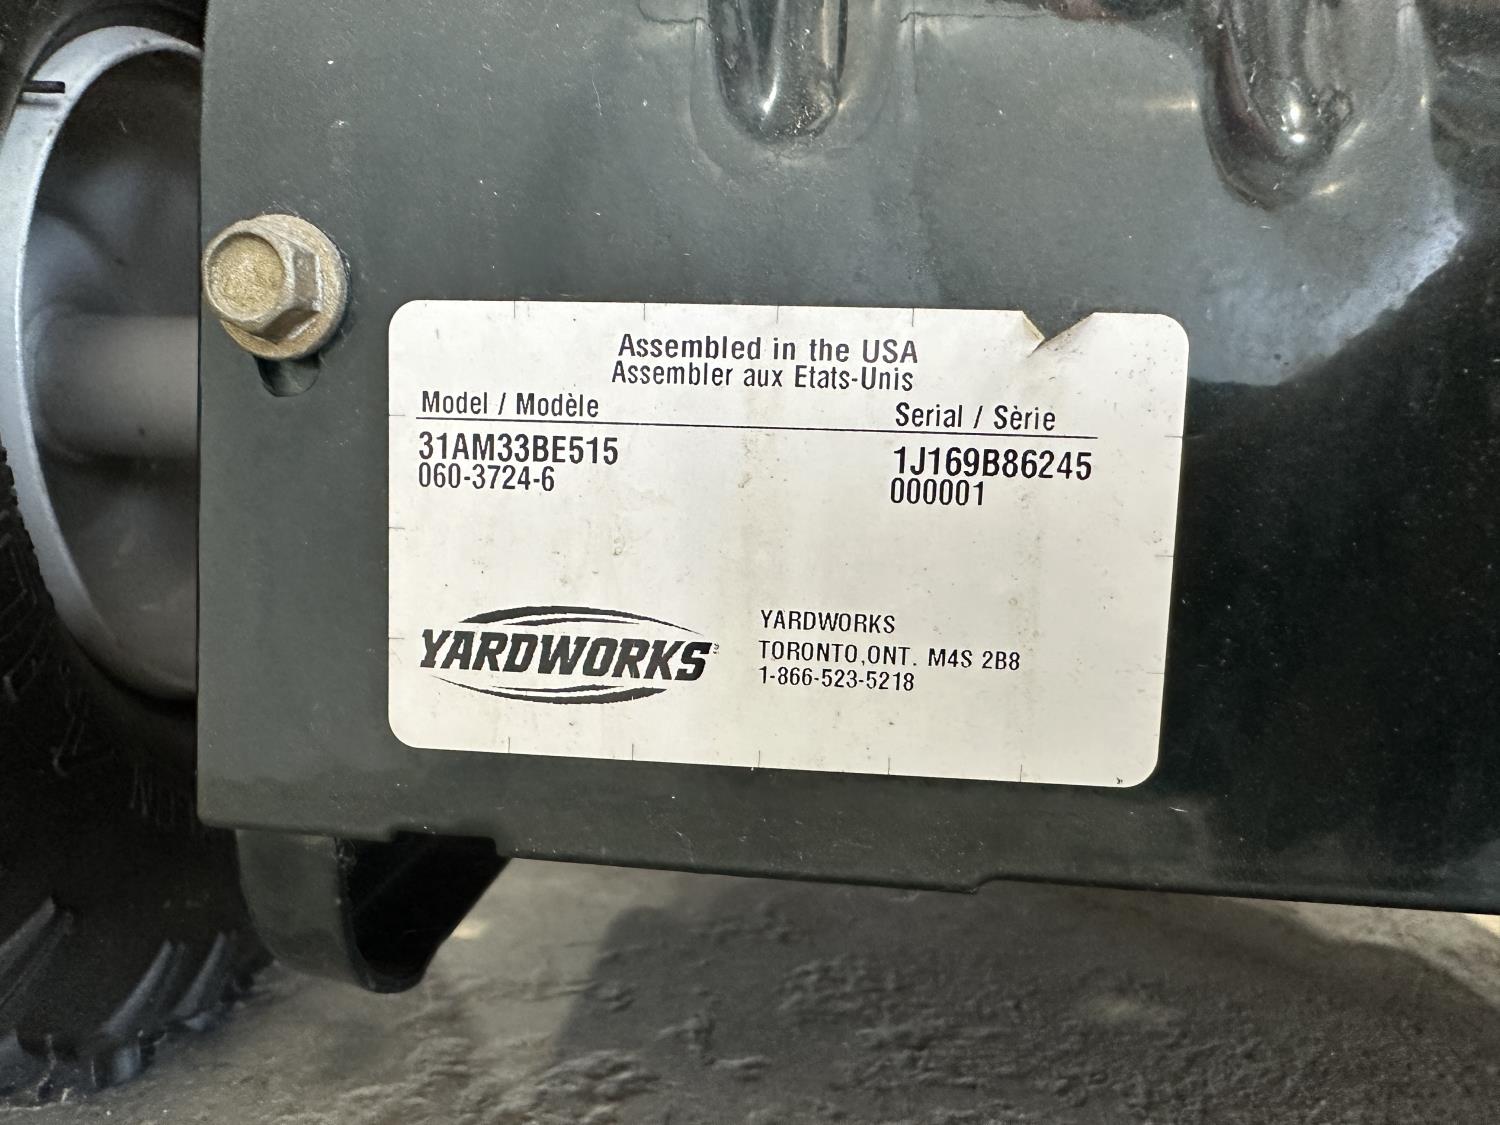 Assembled in the USA
Assembler aux Etats-Unis
Model / Modèle
Serial / Sèrie
31AM33BE515
1J169B86245
060-3724-6
000001
YARDWORKS
YARDWORKS
TORONTO,ONT. M4S 2B8
1-866-523-5218